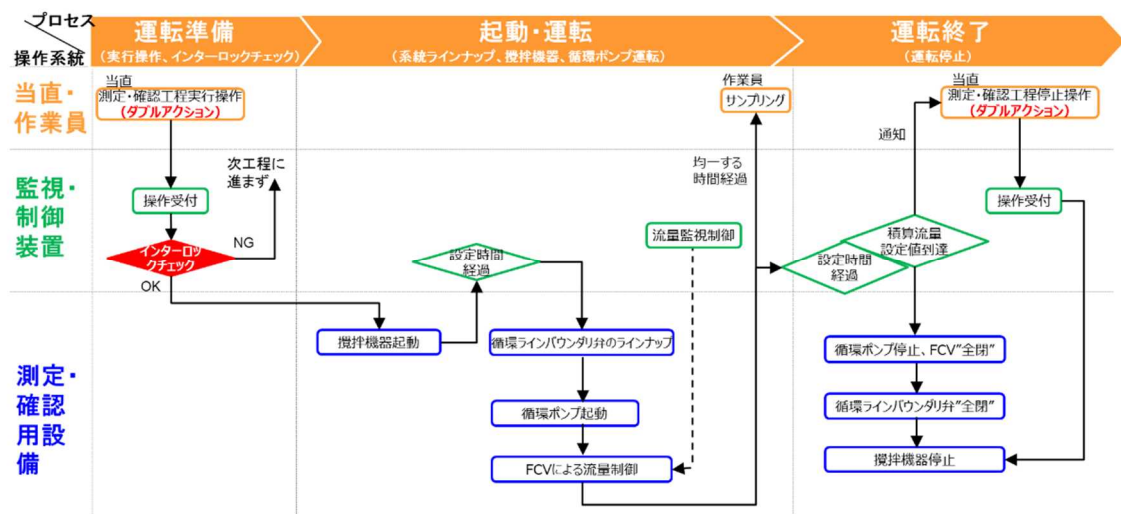 プロセス
操作系統
運転準備
(実行操作、インターロックチェック)
起動・運転
(系統ラインナップ、攪拌機器、循環ポンプ運転)
運転終了
(運転停止)
当直・
作業員
当直
測定・確認工程実行操作
(ダブルアクション)
作業員
サンプリング
当直
測定・確認工程停止操作
(ダブルアクション)
通知
監視・
制御
装置
操作受付
次工程に
進まず
インターロッ
クチェック
NG
OK
設定時間
経過
流量監視制御
均一する
時間経過
設定時間
経過
積算流量
設定値到達
操作受付
測定・
確認
用設
備
攪拌機器起動
循環ラインバウンダリ弁のラインナップ
循環ポンプ起動
FCVによる流量制御
循環ポンプ停止、FCV"全閉"
循環ラインバウンダリ弁"全閉"
攪拌機器停止